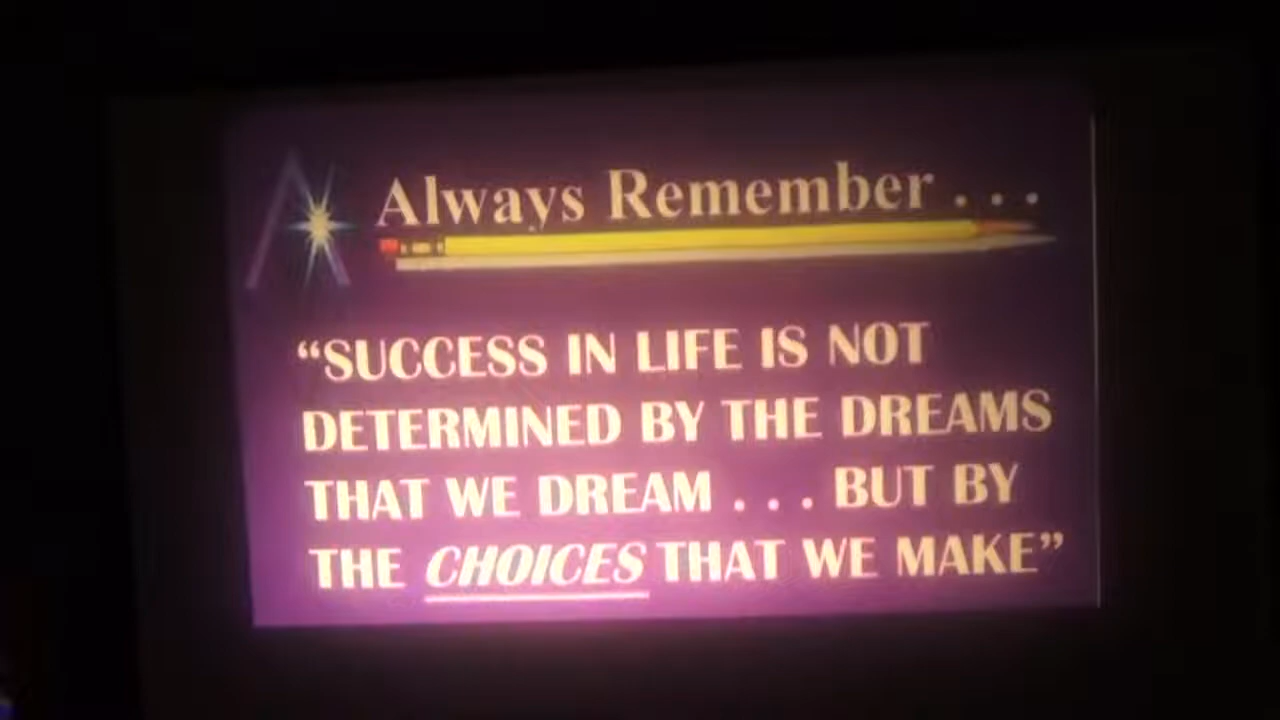 Always Remember . . .
“SUCCESS IN LIFE IS NOT
DETERMINED BY THE DREAMS
THAT WE DREAM . . . BUT BY
THE CHOICES THAT WE MAKE”